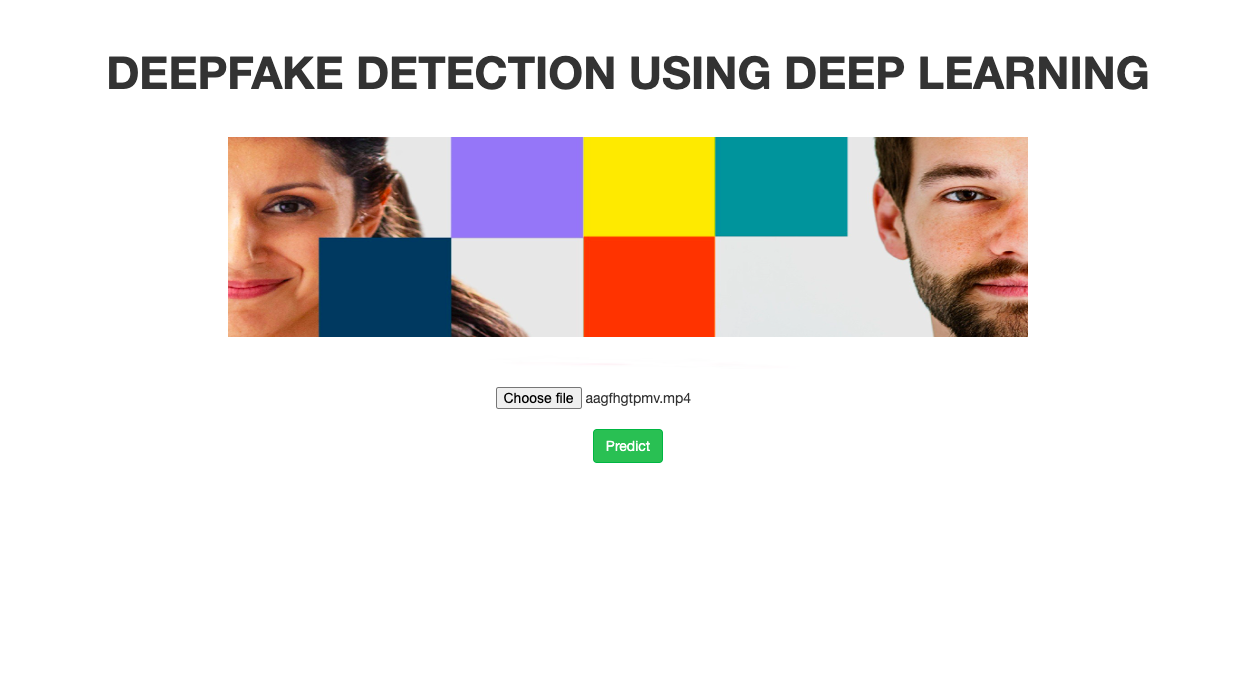 DEEPFAKE DETECTION USING DEEP LEARNING
Choose file aagfhgtpmv.mp4
Predict